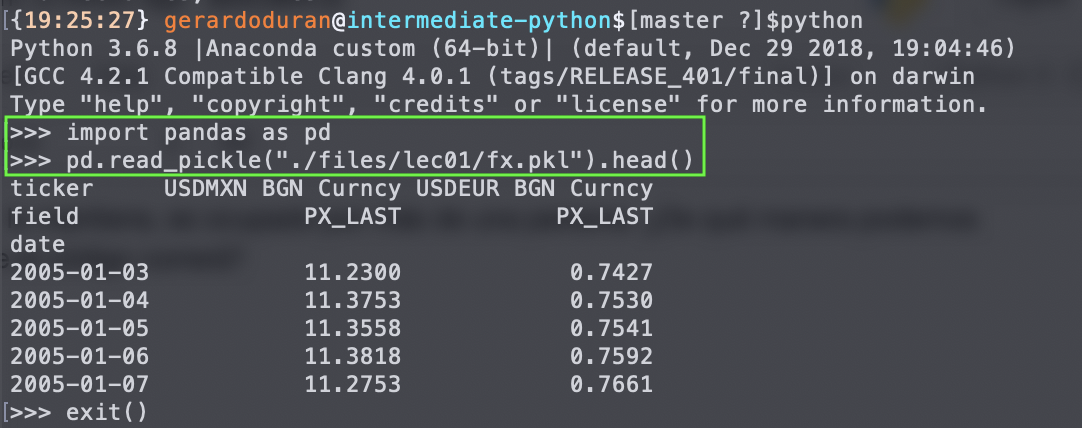 [{19:25:27} gerardoduran@intermediate-python$[master ?]$python
Python 3.6.8 |Anaconda custom (64-bit)| (default, Dec 29 2018, 19:04:46)
[GCC 4.2.1 Compatible Clang 4.0.1 (tags/RELEASE_401/final)] on darwin
Type "help", "copyright", "credits" or "license" for more information.
>>> import pandas as pd
>>> pd.read_pickle("./files/lec01/fx.pkl").head()
ticker     USDMXN BGN Curncy USDEUR BGN Curncy
field                PX_LAST           PX_LAST
date
2005-01-03           11.2300            0.7427
2005-01-04           11.3753            0.7530
2005-01-05           11.3558            0.7541
2005-01-06           11.3818            0.7592
2005-01-07           11.2753            0.7661
[>>> exit()